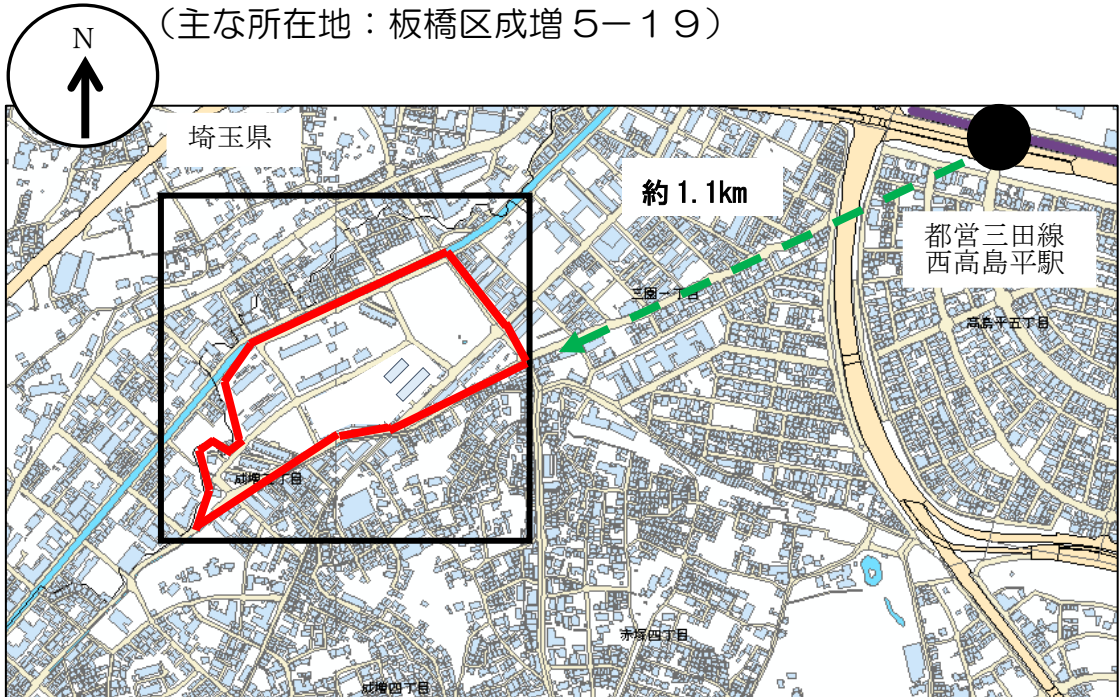 (主な所在地:板橋区成増5-19)
N
埼玉県
約1.1km
都営三田線
西高島平駅
三園一丁目
高島平五丁目
成増五丁目
赤塚四丁目
成増四丁目